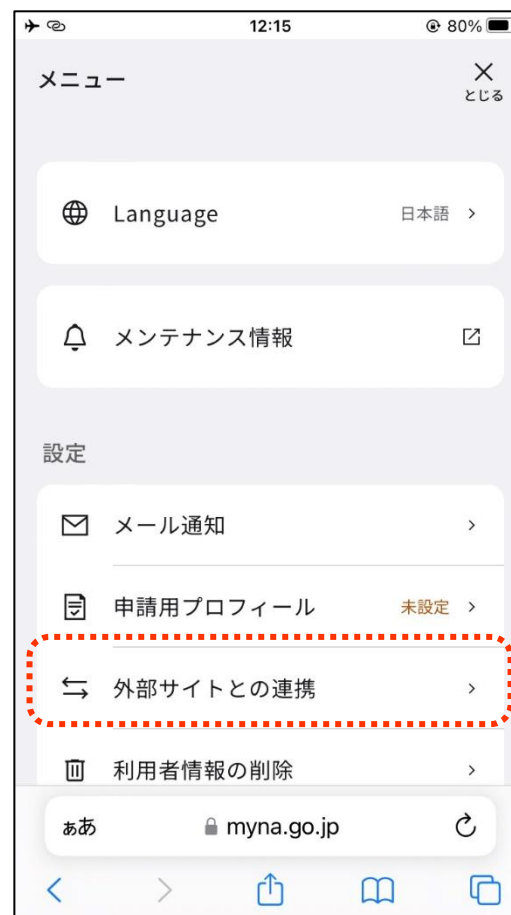 12:15
80%
メニュー
とじる
Language
日本語
メンテナンス情報
設定
メール通知
申請用プロフィール
未設定
外部サイトとの連携
利用者情報の削除
ぁあ
myna.go.jp